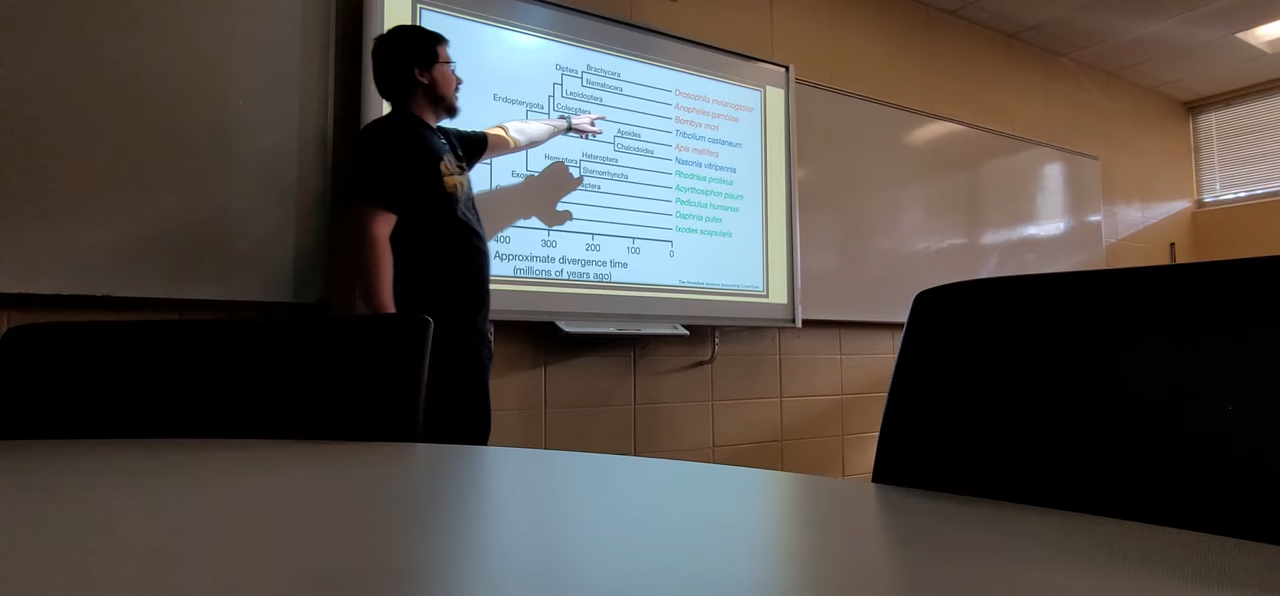 Brachycera
Diptera
Nematocera
Drosophila melanogaster
Lepidoptera
Anopheles gambiae
Endopterygota
Coleoptera
Bombyx mori
Tribolium castaneum
Apoidea
Apis mellifera
Chalcidoidea
Nasonia vitripennis
Hemiptera
Heteroptera
Rhodnius prolixus
Sternorrhyncha
Acyrthosiphon pisum
Pediculus humanus
Daphnia pulex
Ixodes scapularis
400 300 200 100 0
Approximate divergence time
(millions of years ago)